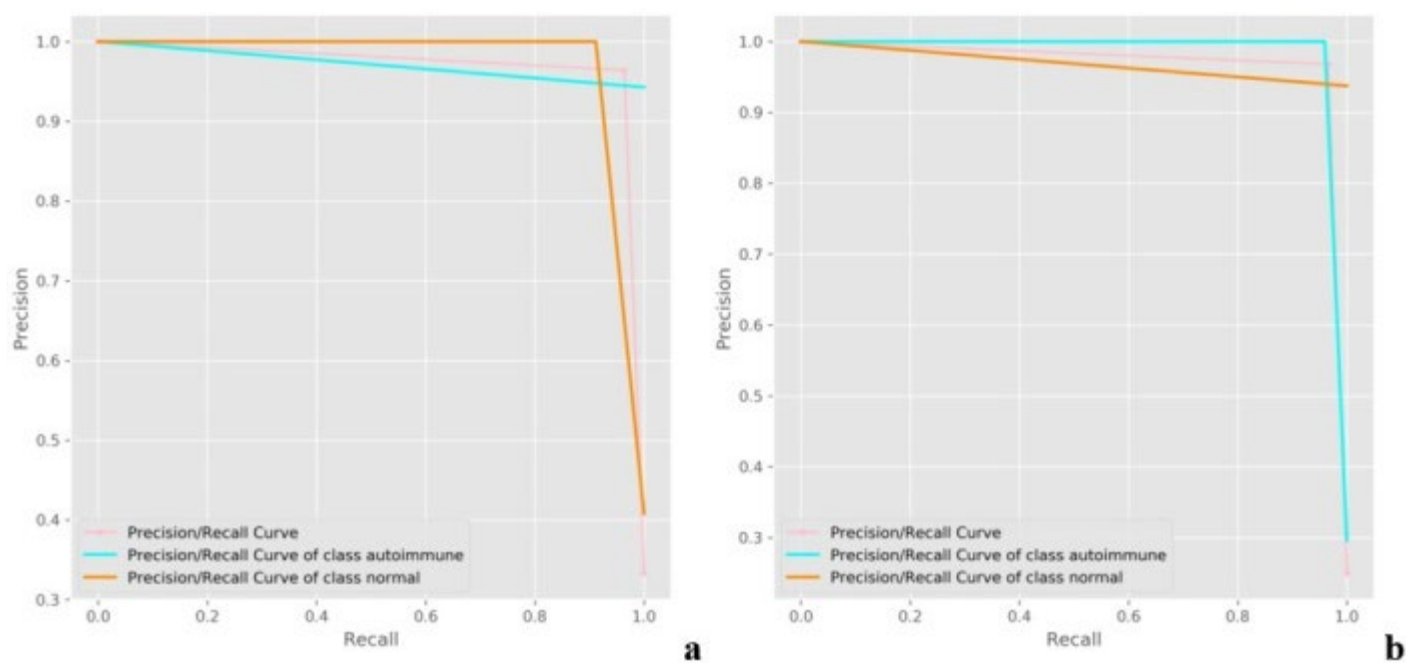 1.0
0.9
0.8
0.7
0.6
0.5
0.4
0.3
Precision
Precision/Recall Curve
Precision/Recall Curve of class autoimmune
Precision/Recall Curve of class normal
0.0 0.2 0.4 0.6 0.8 1.0
Recall
a
1.0
0.9
0.8
0.7
0.6
0.5
0.4
0.3
Precision
Precision/Recall Curve
Precision/Recall Curve of class autoimmune
Precision/Recall Curve of class normal
0.0 0.2 0.4 0.6 0.8 1.0
Recall
b